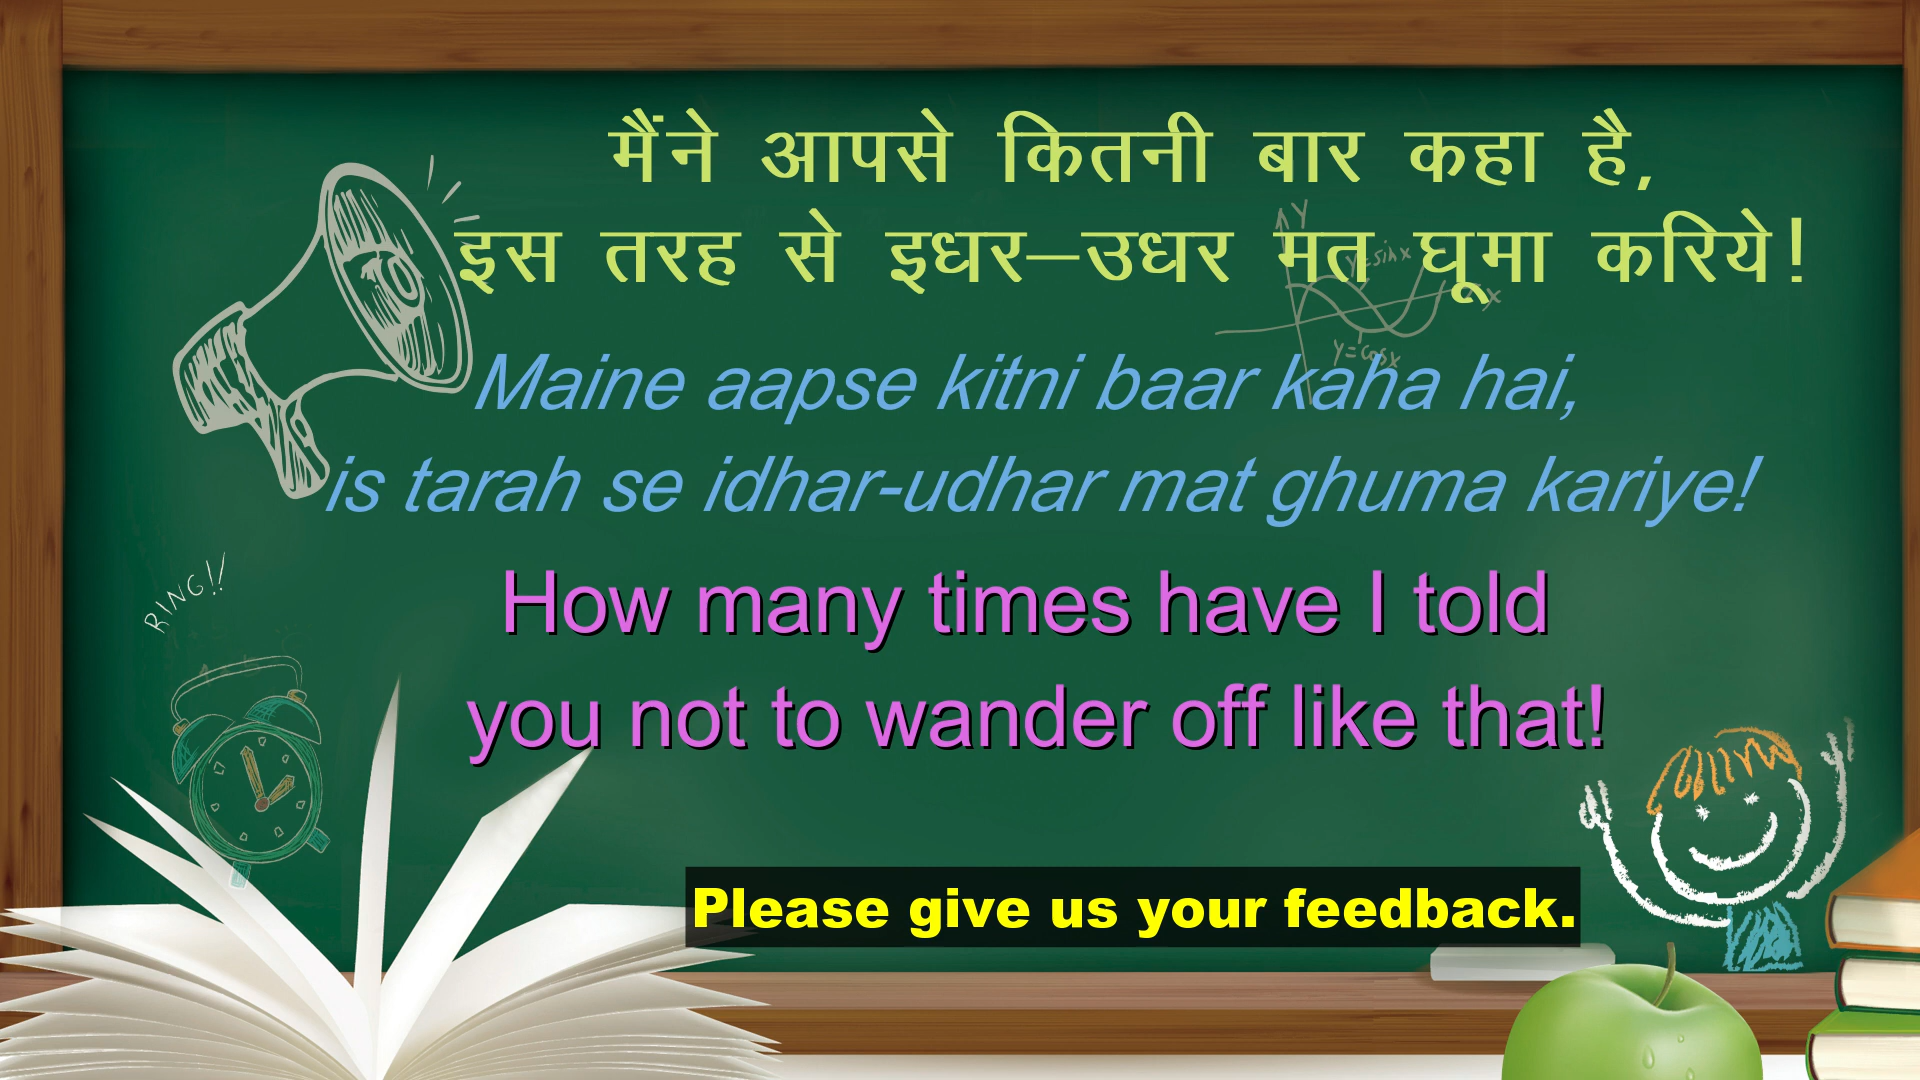 मैंने आपसे कितनी बार कहा है,
इस तरह से इधर–उधर मत घूमा करिये!
Maine aapse kitni baar kaha hai,
is tarah se idhar-udhar mat ghuma kariye!
How many times have I told
you not to wander off like that!
Please give us your feedback.
RING!!
Y
y=sinx
x
y=cosx